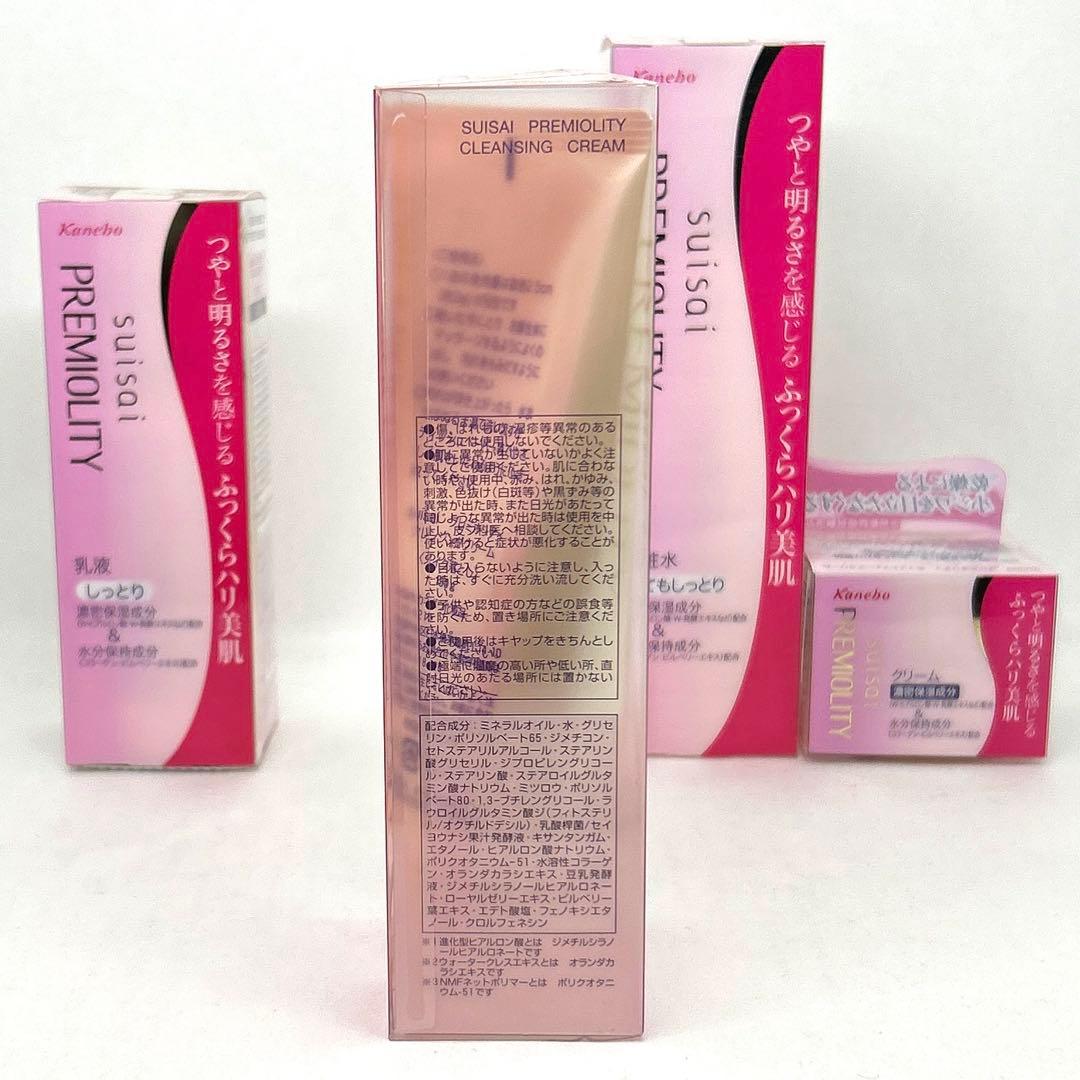 Kanebo
suisai
PREMIOLITY
つやと明るさを感じる ふっくらハリ美肌
乳液
しっとり
濃密保湿成分
&
水分保持成分
SUISAI PREMIOLITY
CLEANSING CREAM
●傷、はれもの、湿疹等異常のある
ところには使用しないでください。
●肌に異常が生じていないかよく注
意してご使用ください。肌に合わな
い時や、使用中、赤み、はれ、かゆみ、
刺激、色抜け(白斑等)や黒ずみ等の
異常が出た時、また日光があたって
同じような異常が出た時は使用を中
止し、皮フ科医へ相談してください。
使い続けると症状が悪化することが
あります。
●目に入らないように注意し、入っ
た時は、すぐに充分洗い流してくだ
さい。
●子供や認知症の方などの誤食等
を防ぐため、置き場所にご注意くだ
さい。
●ご使用後はキャップをきちんとし
めてください。
●極端に温度の高い所や低い所、直
射日光のあたる場所には置かない
でください。
配合成分：ミネラルオイル・水・グリセ
リン・ポリソルベート65・ジメチコン・
セトステアリルアルコール・ステアリン
酸グリセリル・ジプロピレングリコー
ル・ステアリン酸・ステアロイルグルタ
ミン酸ナトリウム・ミツロウ・ポリソル
ベート80・1,3-ブチレングリコール・ラ
ウロイルグルタミン酸ジ(フィトステリ
ル/オクチルドデシル)・乳酸桿菌/セイ
ヨウナシ果汁発酵液・キサンタンガム・
エタノール・ヒアルロン酸ナトリウム・
ポリクオタニウム-51・水溶性コラーゲ
ン・オランダカラシエキス・豆乳発酵
液・ジメチルシラノールヒアルロネー
ト・ローヤルゼリーエキス・ビルベリー
葉エキス・エデト酸塩・フェノキシエタ
ノール・クロルフェネシン
※1進化型ヒアルロン酸とは ジメチルシラノ
ールヒアルロネートです
※2ウォータークレスエキスとは オランダカ
ラシエキスです
※3NMFネットポリマーとは ポリクオタニ
ウム-51です
Kanebo
suisai
PREMIOLITY
つやと明るさを感じる ふっくらハリ美肌
粧水
てもしっとり
保湿成分
&
保持成分
乾燥による
Kanebo
suisai
PREMIOLITY
つやと明るさを感じる
ふっくらハリ美肌
クリーム
濃密保湿成分
&
水分保持成分